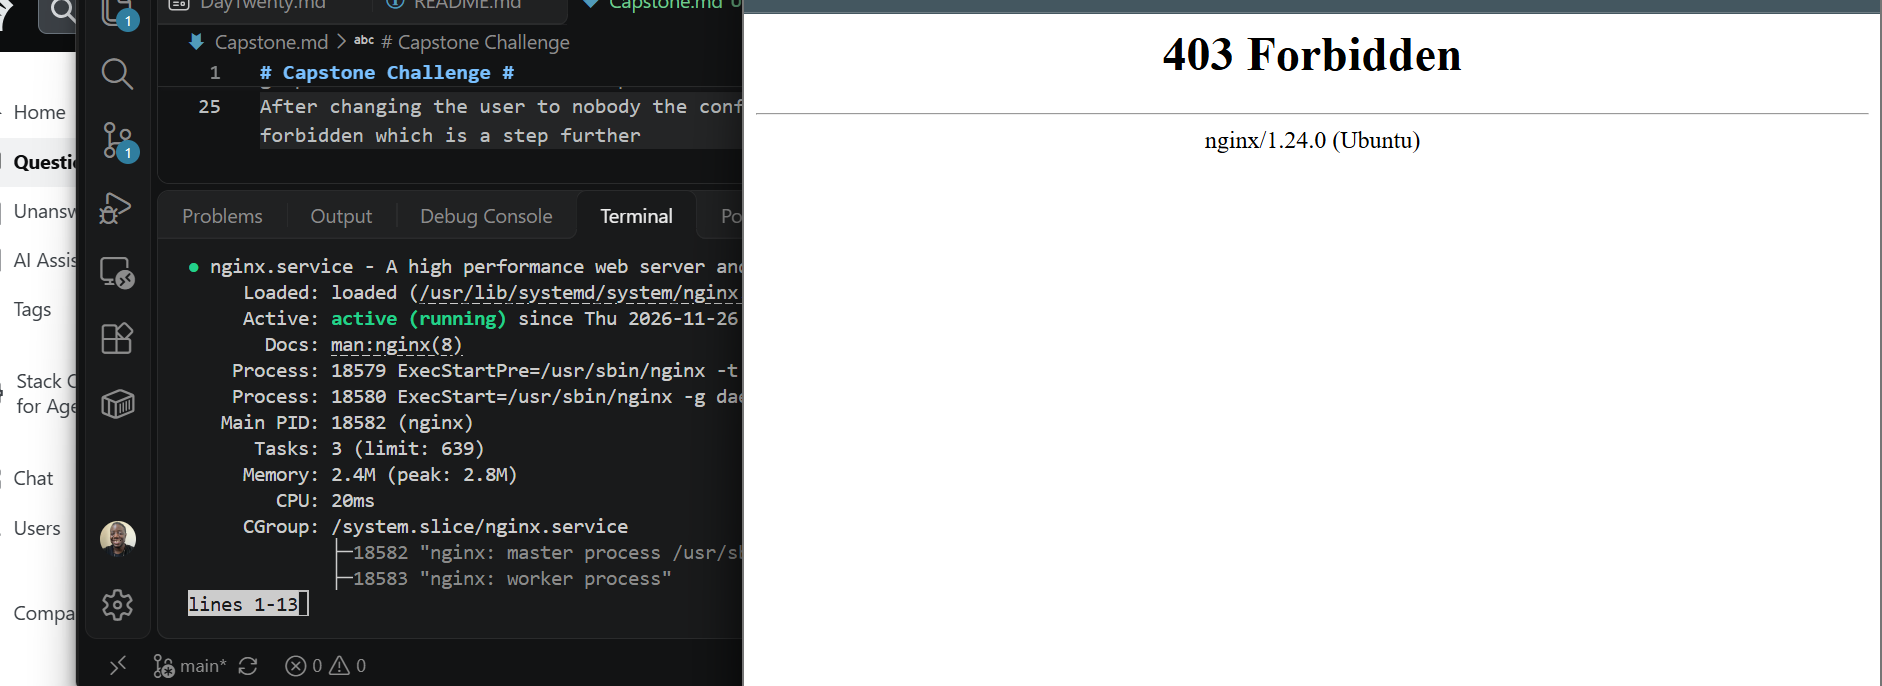 Home
Questi
Unansw
AI Assis
Tags
Stack O
for Age
Chat
Users
Compa
1
1
DayTwenty.md
README.md
Capstone.md
Capstone.md > abc # Capstone Challenge
1 # Capstone Challenge #
25 After changing the user to nobody the conf
forbidden which is a step further
Problems Output Debug Console Terminal Po
● nginx.service - A high performance web server and
Loaded: loaded (/usr/lib/systemd/system/nginx
Active: active (running) since Thu 2026-11-26
Docs: man:nginx(8)
Process: 18579 ExecStartPre=/usr/sbin/nginx -t
Process: 18580 ExecStart=/usr/sbin/nginx -g dae
Main PID: 18582 (nginx)
Tasks: 3 (limit: 639)
Memory: 2.4M (peak: 2.8M)
CPU: 20ms
CGroup: /system.slice/nginx.service
├─18582 "nginx: master process /usr/sb
├─18583 "nginx: worker process"
lines 1-13
main* 0 0
403 Forbidden
nginx/1.24.0 (Ubuntu)